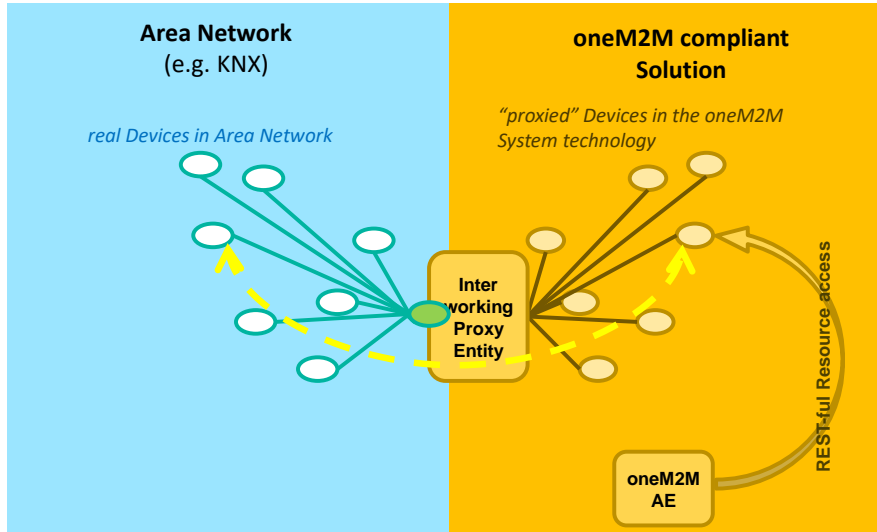 Area Network
(e.g. KNX)
real Devices in Area Network
oneM2M compliant
Solution
“proxied” Devices in the oneM2M
System technology
Inter
working
Proxy
Entity
REST-ful Resource access
oneM2M
AE